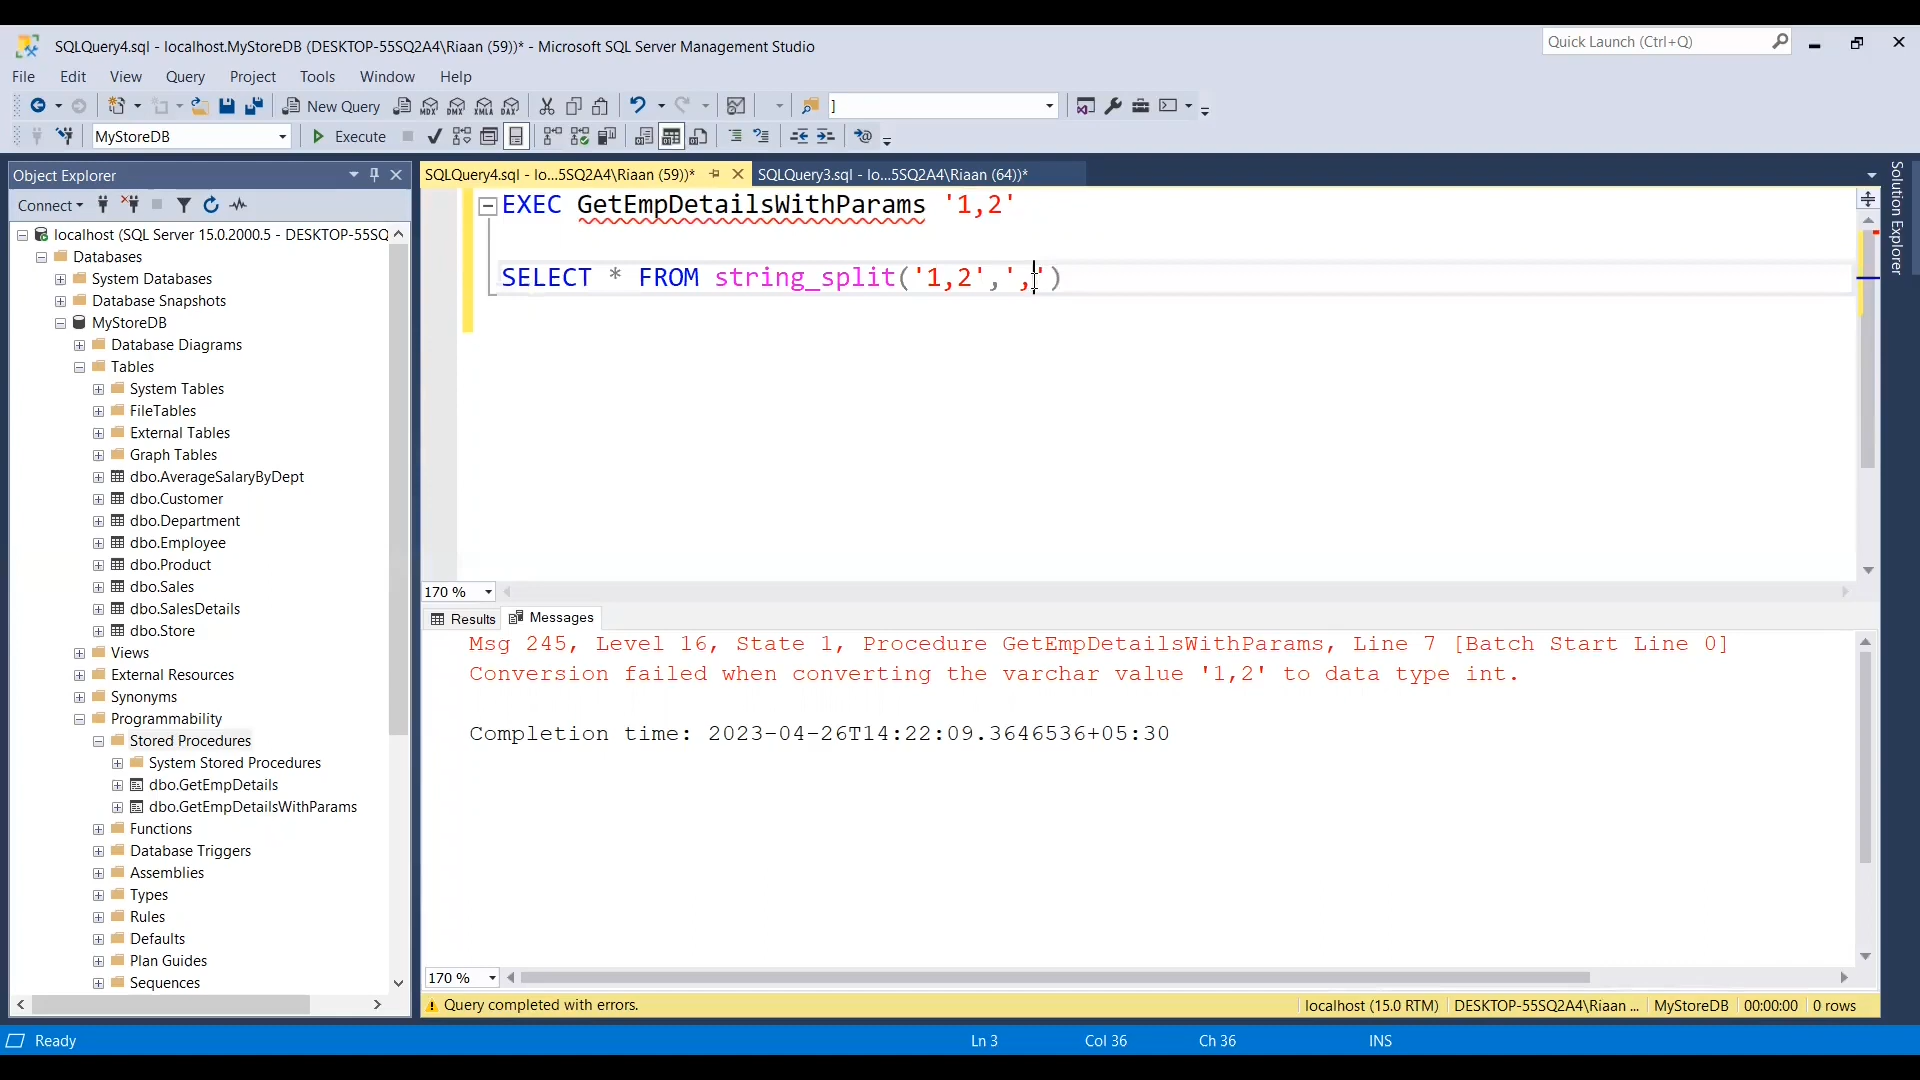 SQLQuery4.sql - localhost.MyStoreDB (DESKTOP-55SQ2A4\Riaan (59))* - Microsoft SQL Server Management Studio
Quick Launch (Ctrl+Q)
File Edit View Query Project Tools Window Help
New Query
MDX DMX XMLA DAX
]
MyStoreDB
Execute
Object Explorer
SQLQuery4.sql - lo...5SQ2A4\Riaan (59))*
SQLQuery3.sql - lo...5SQ2A4\Riaan (64))*
Solution Explorer
Connect
localhost (SQL Server 15.0.2000.5 - DESKTOP-55SQ
Databases
System Databases
Database Snapshots
MyStoreDB
Database Diagrams
Tables
System Tables
FileTables
External Tables
Graph Tables
dbo.AverageSalaryByDept
dbo.Customer
dbo.Department
dbo.Employee
dbo.Product
dbo.Sales
dbo.SalesDetails
dbo.Store
Views
External Resources
Synonyms
Programmability
Stored Procedures
System Stored Procedures
dbo.GetEmpDetails
dbo.GetEmpDetailsWithParams
Functions
Database Triggers
Assemblies
Types
Rules
Defaults
Plan Guides
Sequences
EXEC GetEmpDetailsWithParams '1,2'
SELECT * FROM string_split('1,2',',')
170 %
Results
Messages
Msg 245, Level 16, State 1, Procedure GetEmpDetailsWithParams, Line 7 [Batch Start Line 0]
Conversion failed when converting the varchar value '1,2' to data type int.
Completion time: 2023-04-26T14:22:09.3646536+05:30
170 %
Query completed with errors.
localhost (15.0 RTM)
DESKTOP-55SQ2A4\Riaan ...
MyStoreDB
00:00:00
0 rows
Ready
Ln 3
Col 36
Ch 36
INS